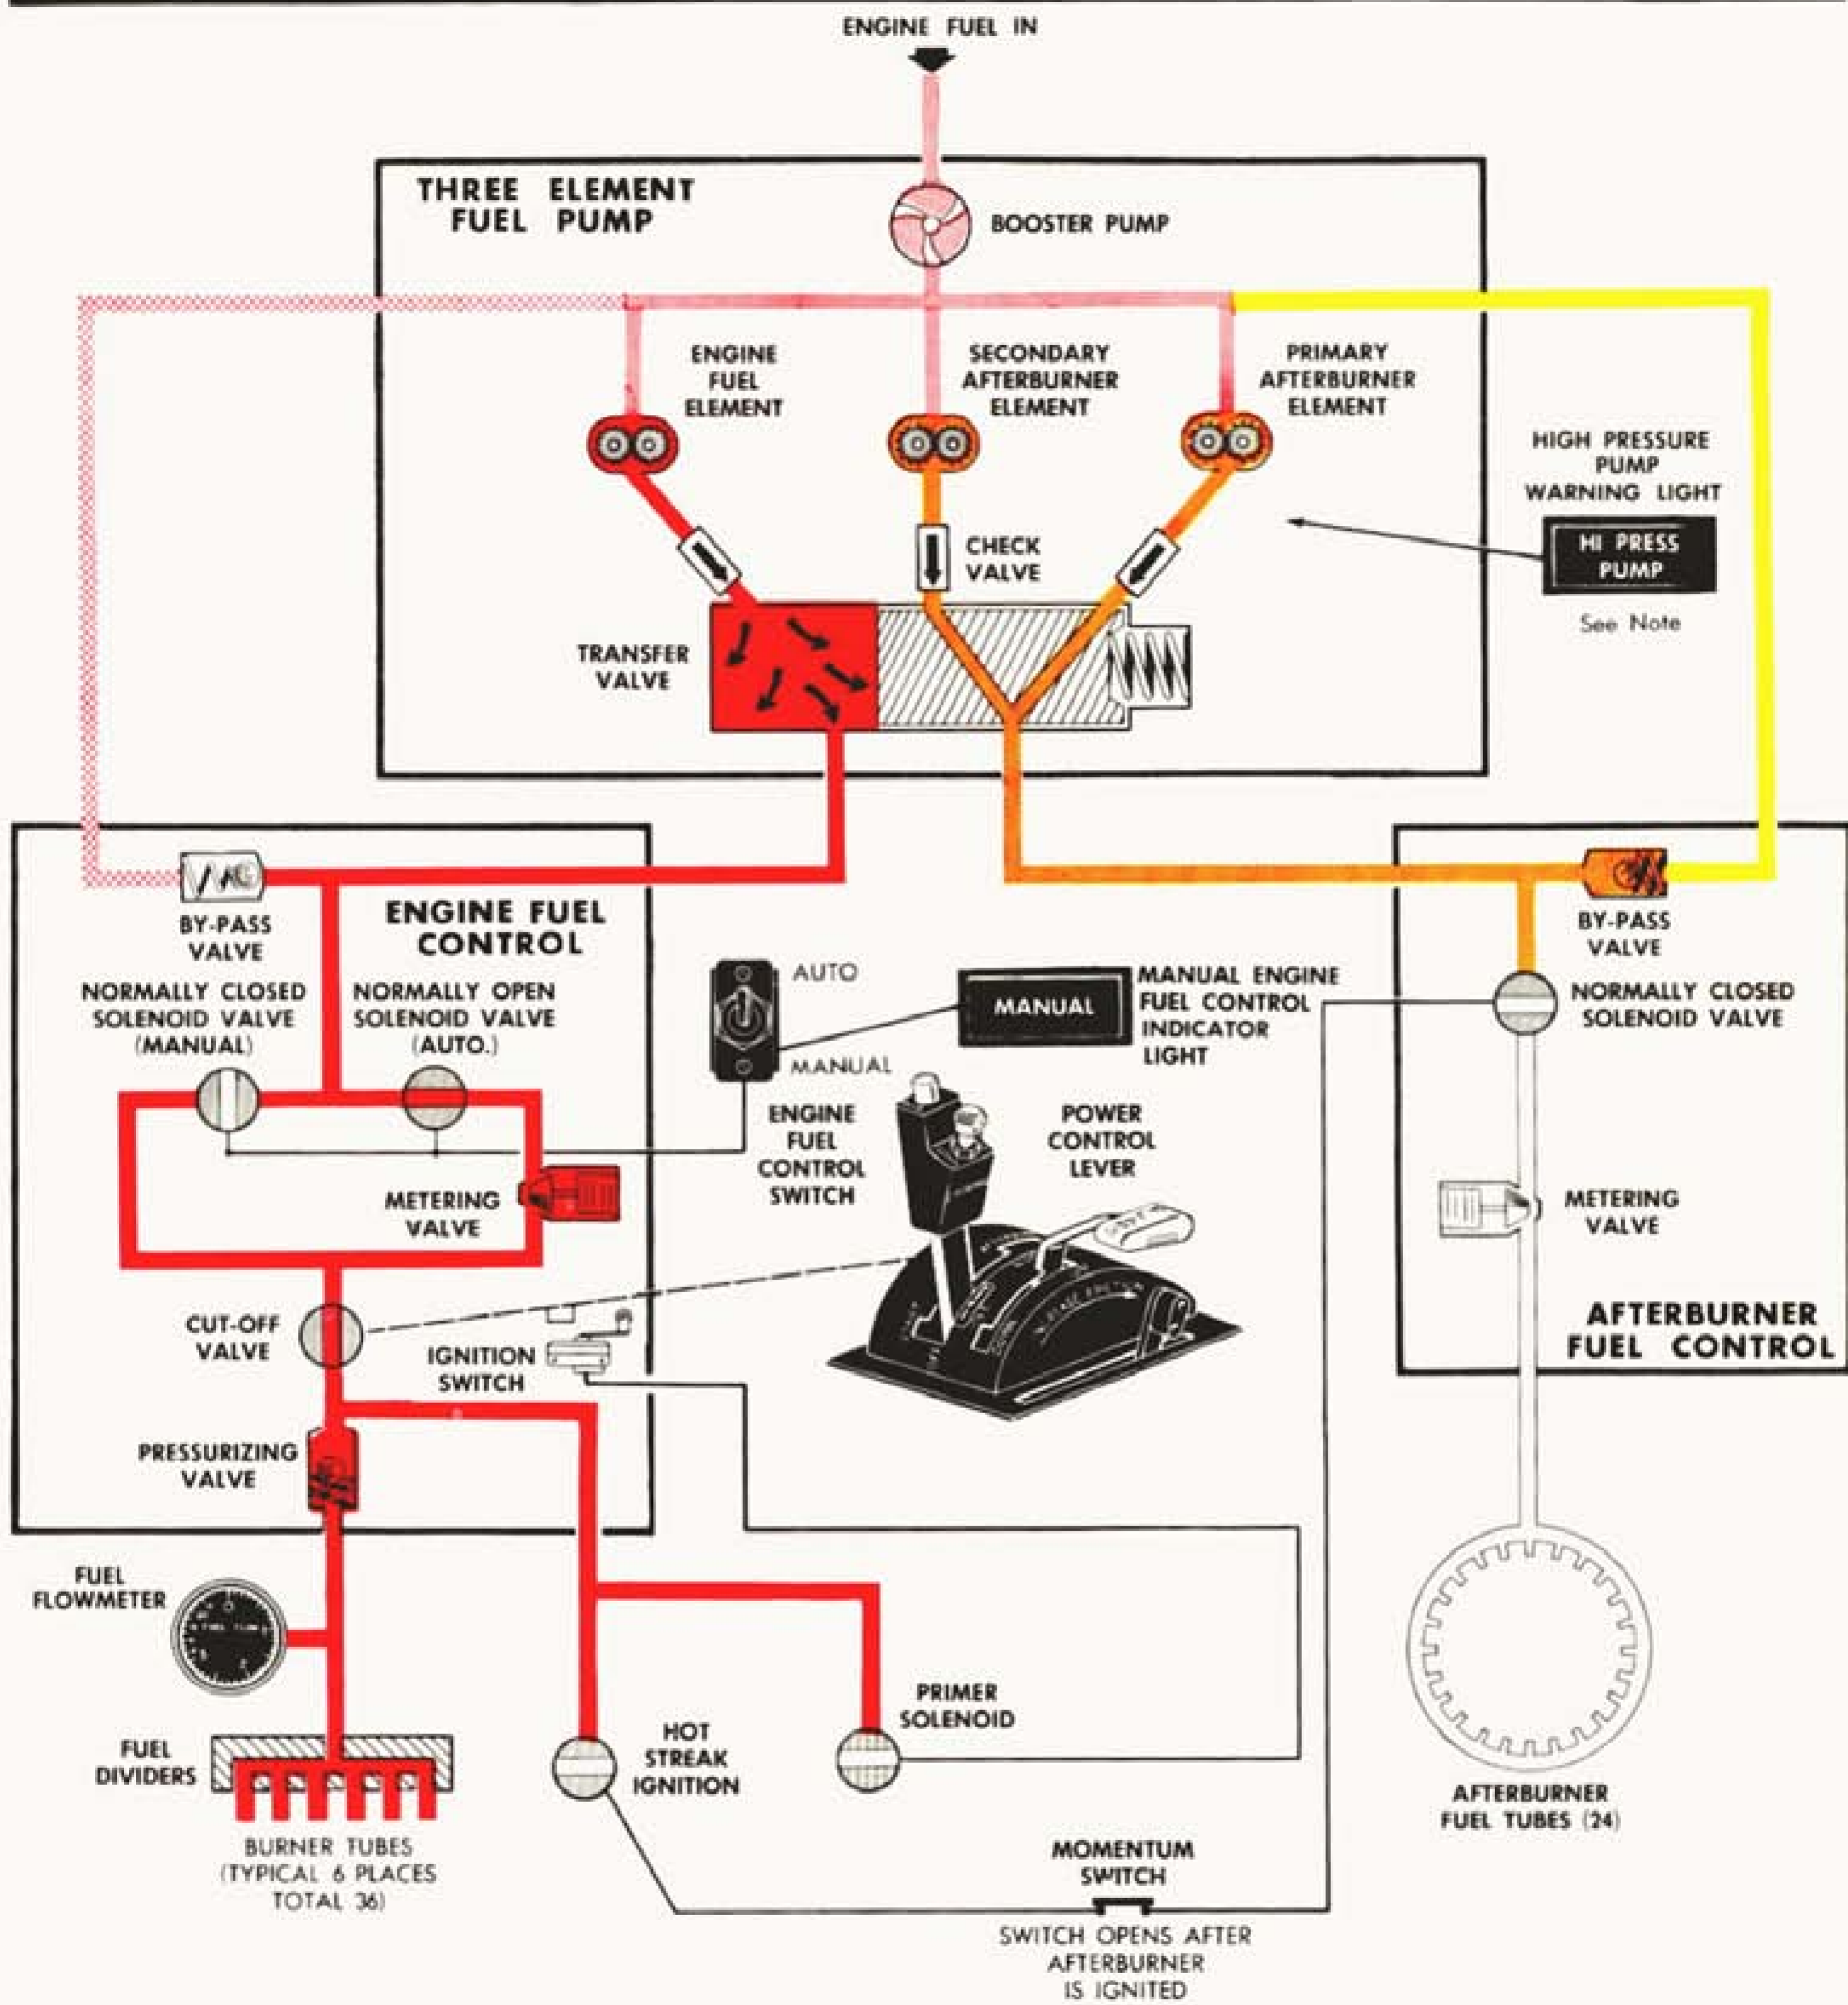 ENGINE FUEL IN
THREE ELEMENT
FUEL PUMP
BOOSTER PUMP
ENGINE
FUEL
ELEMENT
SECONDARY
AFTERBURNER
ELEMENT
PRIMARY
AFTERBURNER
ELEMENT
HIGH PRESSURE
PUMP
WARNING LIGHT
HI PRESS
PUMP
See Note
CHECK
VALVE
TRANSFER
VALVE
BY-PASS
VALVE
ENGINE FUEL
CONTROL
NORMALLY CLOSED
SOLENOID VALVE
(MANUAL)
NORMALLY OPEN
SOLENOID VALVE
(AUTO.)
AUTO
MANUAL
MANUAL
MANUAL ENGINE
FUEL CONTROL
INDICATOR
LIGHT
BY-PASS
VALVE
NORMALLY CLOSED
SOLENOID VALVE
ENGINE
FUEL
CONTROL
SWITCH
POWER
CONTROL
LEVER
METERING
VALVE
METERING
VALVE
CUT-OFF
VALVE
IGNITION
SWITCH
AFTERBURNER
FUEL CONTROL
PRESSURIZING
VALVE
FUEL
FLOWMETER
FUEL FLOW
FUEL
DIVIDERS
HOT
STREAK
IGNITION
PRIMER
SOLENOID
BURNER TUBES
(TYPICAL 6 PLACES
TOTAL 36)
MOMENTUM
SWITCH
SWITCH OPENS AFTER
AFTERBURNER
IS IGNITED
AFTERBURNER
FUEL TUBES (24)